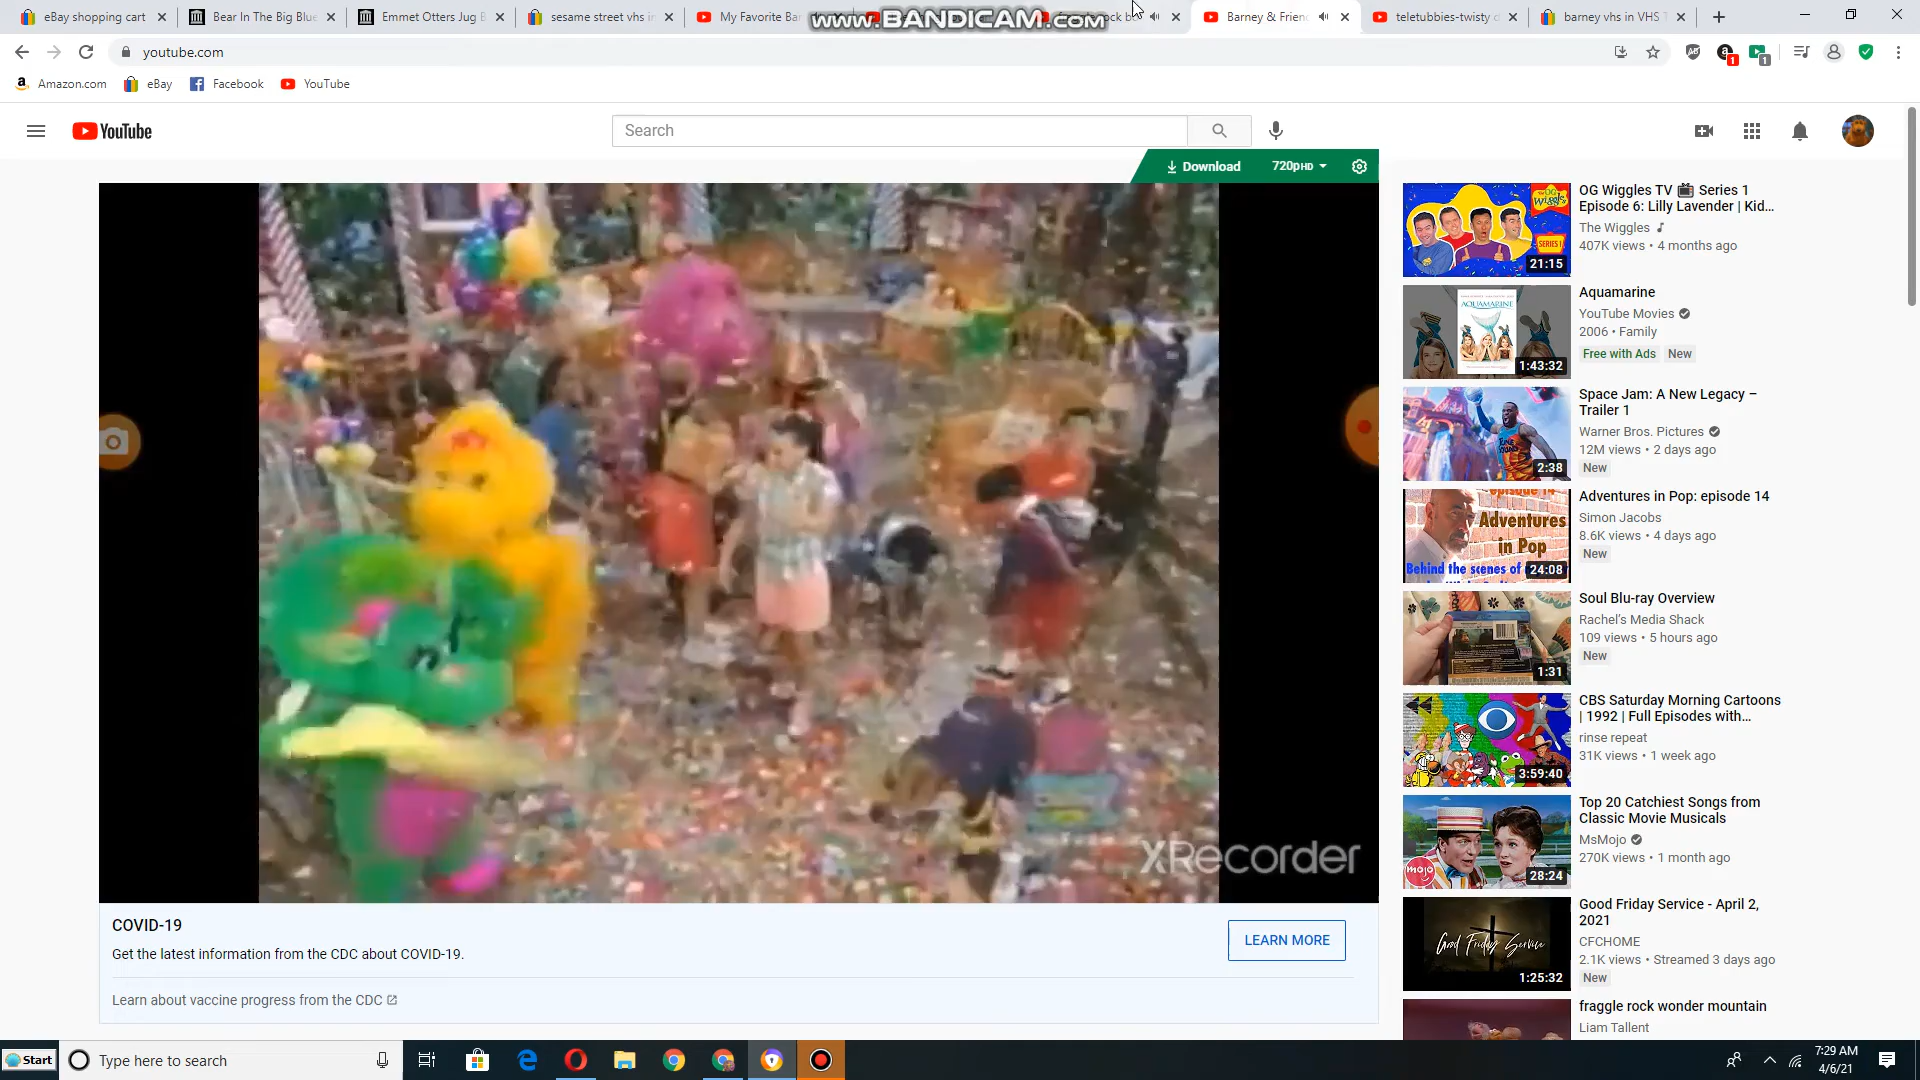 eBay shopping cart
Bear In The Big Blue
Emmet Otters Jug B
sesame street vhs in
My Favorite Ba
www.BANDICAM.com
Barney & Frien
teletubbies-twisty d
barney vhs in VHS T
youtube.com
Amazon.com
eBay
Facebook
YouTube
YouTube
Search
Download
720pHD
OG Wiggles TV 📺 Series 1
Episode 6: Lilly Lavender | Kid...
The Wiggles
407K views • 4 months ago
21:15
Aquamarine
YouTube Movies
2006 • Family
Free with Ads New
AQUAMARINE
1:43:32
Space Jam: A New Legacy –
Trailer 1
Warner Bros. Pictures
12M views • 2 days ago
New
2:38
Adventures in Pop: episode 14
Simon Jacobs
8.6K views • 4 days ago
New
episode 14
Adventures
in Pop
Behind the scenes of
24:08
Soul Blu-ray Overview
Rachel's Media Shack
109 views • 5 hours ago
New
1:31
CBS Saturday Morning Cartoons
| 1992 | Full Episodes with...
rinse repeat
31K views • 1 week ago
3:59:40
Top 20 Catchiest Songs from
Classic Movie Musicals
MsMojo
270K views • 1 month ago
mojo
28:24
Good Friday Service - April 2,
2021
CFCHOME
2.1K views • Streamed 3 days ago
New
Good Friday Service
1:25:32
fraggle rock wonder mountain
Liam Tallent
XRecorder
COVID-19
Get the latest information from the CDC about COVID-19.
LEARN MORE
Learn about vaccine progress from the CDC
Start
Type here to search
7:29 AM
4/6/21